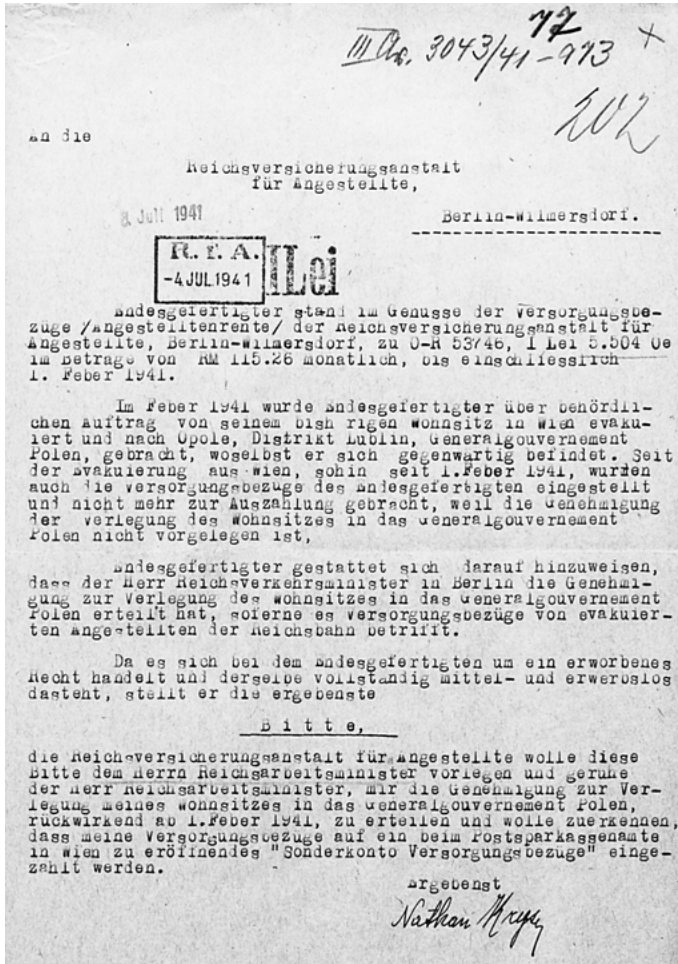 77
3043/41-973 X
202
An die
Reichsversicherungsanstalt
für Angestellte,
8. Juli 1941
Berlin-Wilmersdorf.
R. f. A.
-4.JUL.1941
II Lei
Endesgefertigter stand im Genusse der Versorgungsbe-
züge /Angestelltenrente/ der Reichsversicherungsanstalt für
Angestellte, Berlin-Wilmersdorf, zu O-R 53746, I Lei 5.504 Oe
im Betrage von RM 115.26 monatlich, bis einschliesslich
1. Feber 1941.
Im Feber 1941 wurde Endesgefertigter über behördli-
chen Auftrag von seinem bish rigen Wohnsitz in Wien evaku-
iert und nach Opole, Distrikt Lublin, Generalgouvernement
Polen, gebracht, woselbst er sich gegenwärtig befindet. Seit
der Evakuierung aus Wien, sohin seit 1.Feber 1941, wurden
auch die Versorgungsbezüge des Endesgefertigten eingestellt
und nicht mehr zur Auszahlung gebracht, weil die Genehmigung
der Verlegung des Wohnsitzes in das Generalgouvernement
Polen nicht vorgelegen ist,
Endesgefertigter gestattet sich darauf hinzuweisen,
dass der Herr Reichsverkehrsminister in Berlin die Genehmi-
gung zur Verlegung des Wohnsitzes in das Generalgouvernement
Polen erteilt hat, soferne es Versorgungsbezüge von evakuier-
ten Angestellten der Reichsbahn betrifft.
Da es sich bei dem Endesgefertigten um ein erworbenes
Recht handelt und derselbe vollständig mittel- und erwerbslos
dasteht, stellt er die ergebenste
B i t t e,
die Reichsversicherungsanstalt für Angestellte wolle diese
Bitte dem Herrn Reichsarbeitsminister vorlegen und geruhe
der Herr Reichsarbeitsminister, mir die Genehmigung zur Ver-
legung meines Wohnsitzes in das Generalgouvernement Polen,
rückwirkend ab 1.Feber 1941, zu erteilen und wolle zuerkennen,
dass meine Versorgungsbezüge auf ein beim Postsparkassenamte
in Wien zu eröffnendes "Sonderkonto Versorgungsbezüge" einge-
zahlt werden.
Ergebenst
Nathan